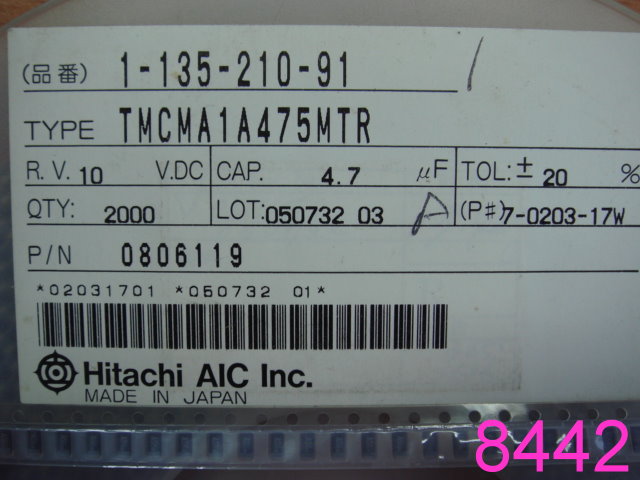 (品番) 1-135-210-91 /
TYPE TMCMA1A475MTR
R.V. 10 V.DC CAP. 4.7 μF TOL: ± 20 %
QTY: 2000 LOT: 050732 03 A (P#) 7-0203-17W
P/N 0806119
*02031701 *050732 01*
Hitachi AIC Inc.
MADE IN JAPAN
8442